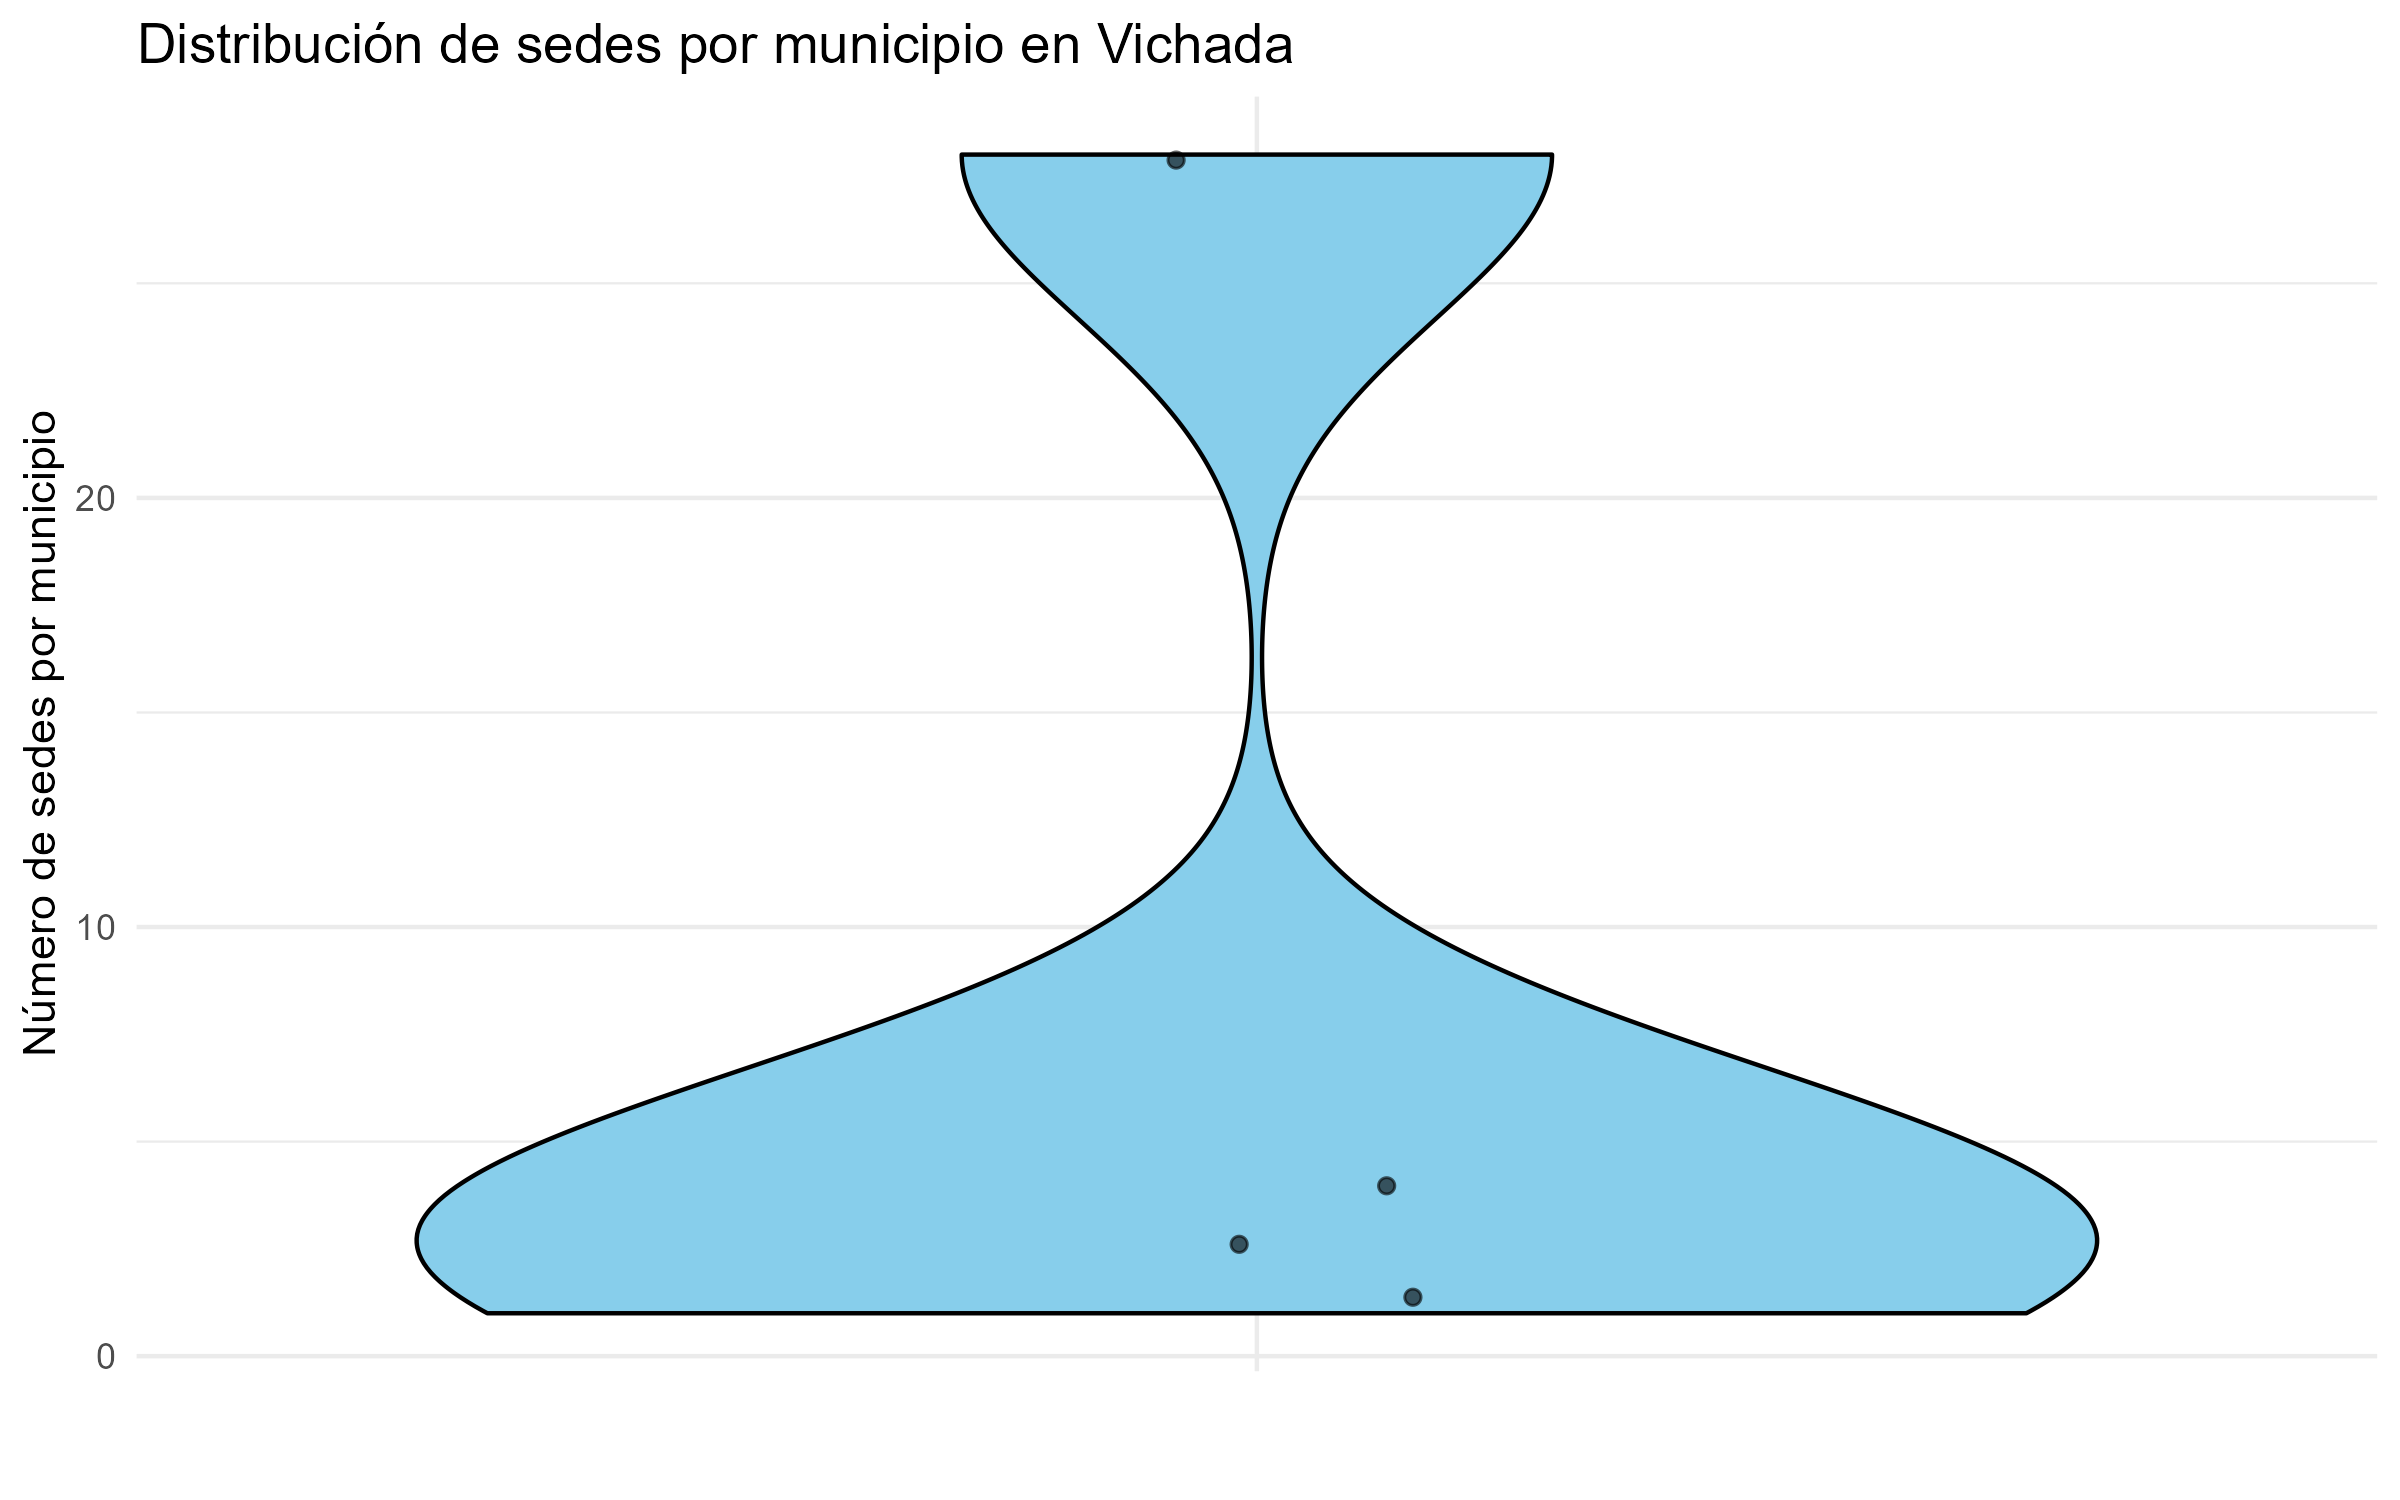 Distribución de sedes por municipio en Vichada
Número de sedes por municipio
20
10
0